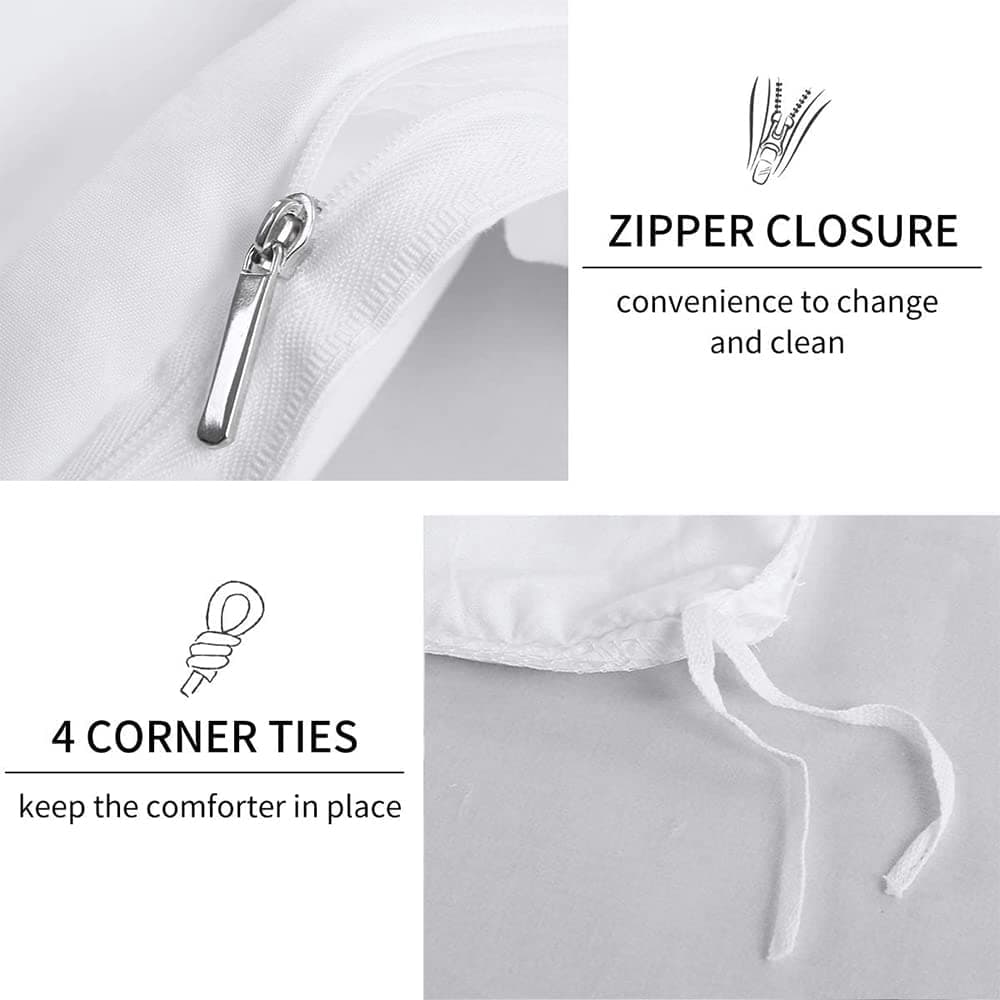 ZIPPER CLOSURE
convenience to change
and clean
4 CORNER TIES
keep the comforter in place